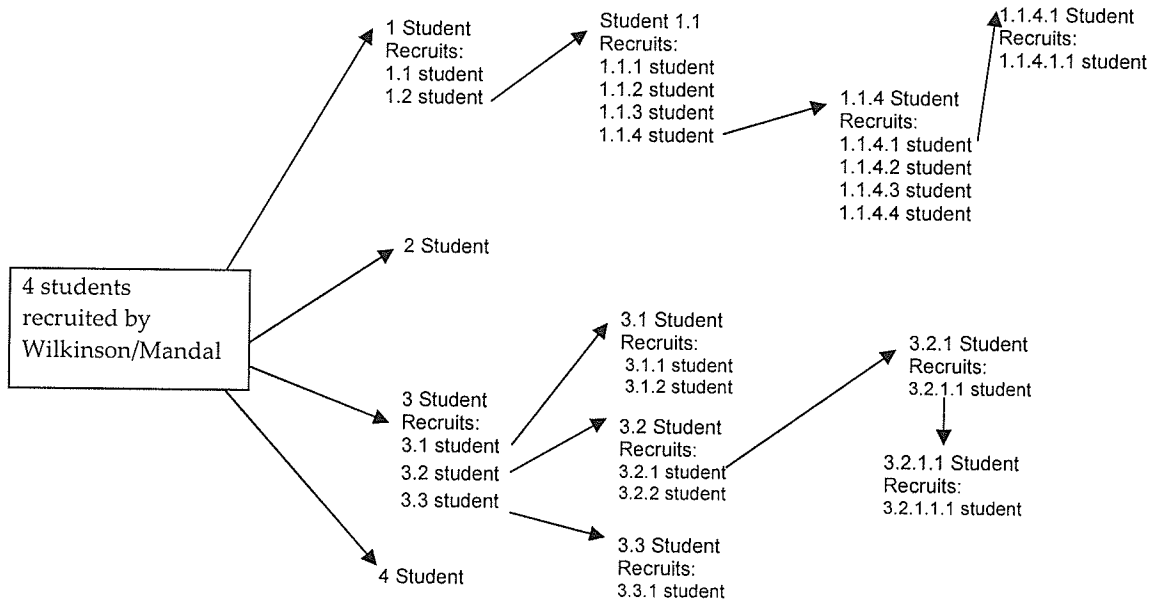 4 students
recruited by
Wilkinson/Mandal
1 Student
Recruits:
1.1 student
1.2 student
Student 1.1
Recruits:
1.1.1 student
1.1.2 student
1.1.3 student
1.1.4 student
1.1.4 Student
Recruits:
1.1.4.1 student
1.1.4.2 student
1.1.4.3 student
1.1.4.4 student
1.1.4.1 Student
Recruits:
1.1.4.1.1 student
2 Student
3 Student
Recruits:
3.1 student
3.2 student
3.3 student
3.1 Student
Recruits:
3.1.1 student
3.1.2 student
3.2 Student
Recruits:
3.2.1 student
3.2.2 student
3.3 Student
Recruits:
3.3.1 student
3.2.1 Student
Recruits:
3.2.1.1 student
3.2.1.1 Student
Recruits:
3.2.1.1.1 student
4 Student